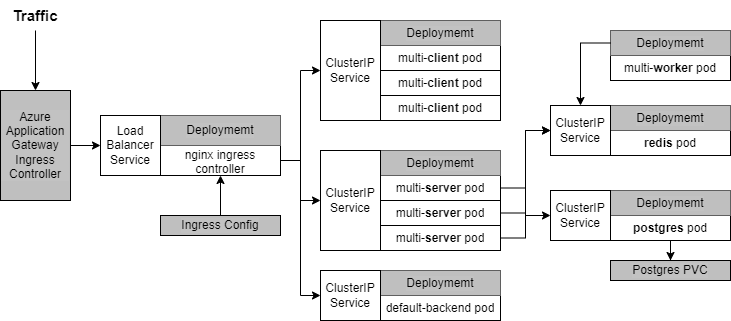 Traffic
Azure
Application
Gateway
Ingress
Controller
Load
Balancer
Service
Deploymemt
nginx ingress
controller
Ingress Config
ClusterIP
Service
Deploymemt
multi-client pod
multi-client pod
multi-client pod
ClusterIP
Service
Deploymemt
multi-server pod
multi-server pod
multi-server pod
ClusterIP
Service
Deploymemt
default-backend pod
Deploymemt
multi-worker pod
ClusterIP
Service
Deploymemt
redis pod
ClusterIP
Service
Deploymemt
postgres pod
Postgres PVC